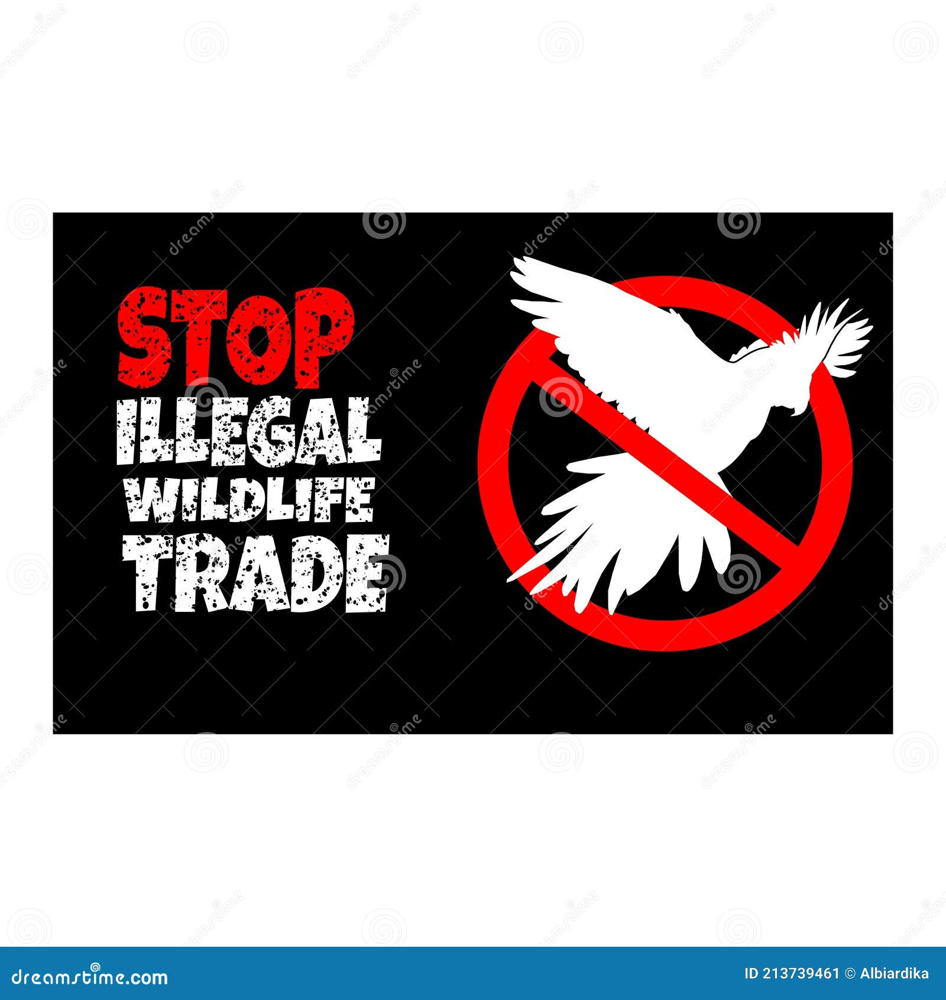 STOP
ILLEGAL
WILDLIFE
TRADE
dreamstime.com
ID 213739461 © Albiardika